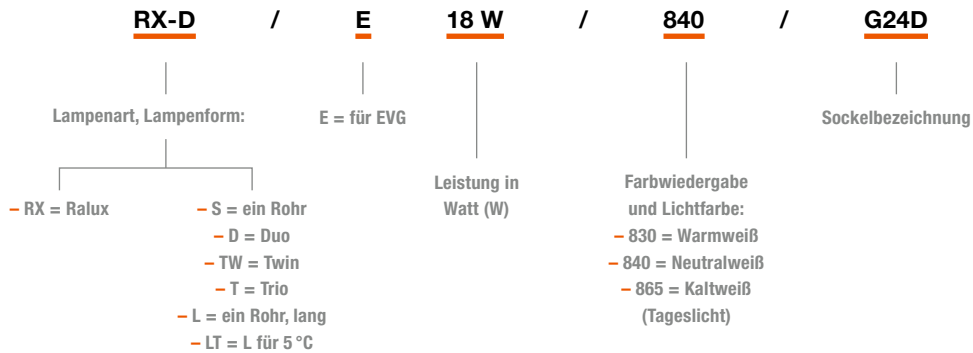 RX-D / E 18 W / 840 / G24D
Lampenart, Lampenform:
– RX = Ralux
– S = ein Rohr
– D = Duo
– TW = Twin
– T = Trio
– L = ein Rohr, lang
– LT = L für 5 °C
E = für EVG
Leistung in
Watt (W)
Farbwiedergabe
und Lichtfarbe:
– 830 = Warmweiß
– 840 = Neutralweiß
– 865 = Kaltweiß
(Tageslicht)
Sockelbezeichnung